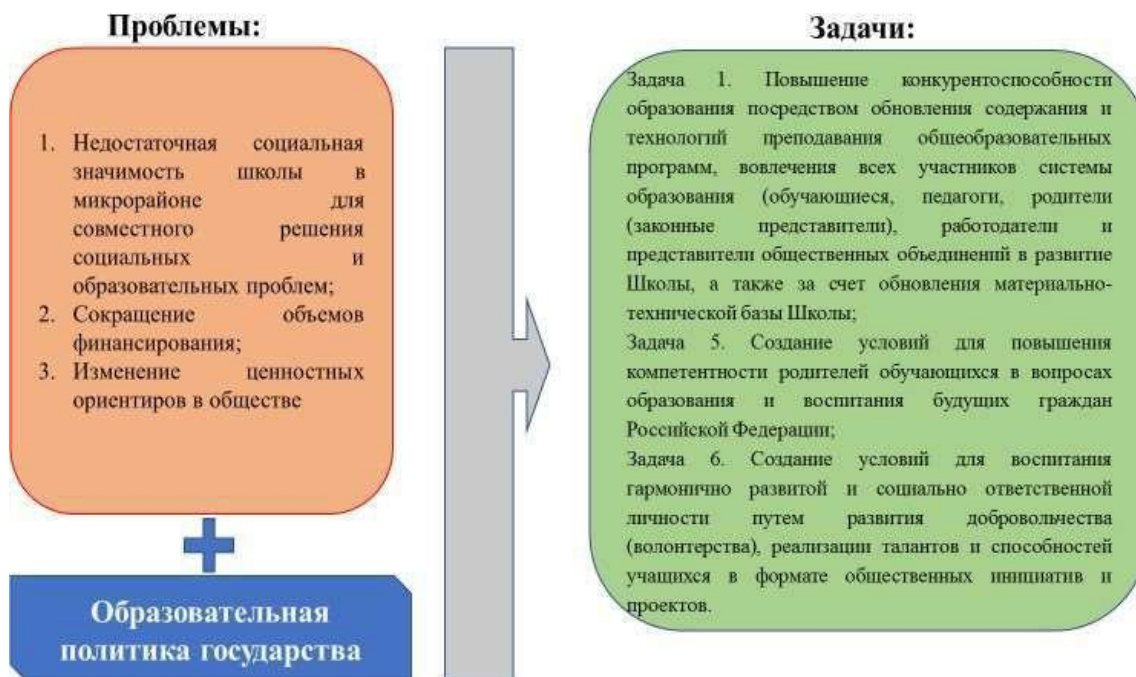 Проблемы:
1. Недостаточная социальная
значимость школы в
микрорайоне для
совместного решения
социальных и
образовательных проблем;
2. Сокращение объемов
финансирования;
3. Изменение ценностных
ориентиров в обществе
Образовательная
политика государства
Задачи:
Задача 1. Повышение конкурентоспособности
образования посредством обновления содержания и
технологий преподавания общеобразовательных
программ, вовлечения всех участников системы
образования (обучающиеся, педагоги, родители
(законные представители), работодатели и
представители общественных объединений в развитие
Школы, а также за счет обновления материально-
технической базы Школы;
Задача 5. Создание условий для повышения
компетентности родителей обучающихся в вопросах
образования и воспитания будущих граждан
Российской Федерации;
Задача 6. Создание условий для воспитания
гармонично развитой и социально ответственной
личности путем развития добровольчества
(волонтерства), реализации талантов и способностей
учащихся в формате общественных инициатив и
проектов.